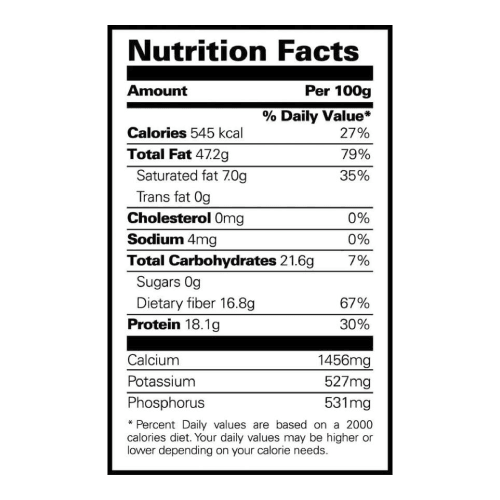 Nutrition Facts
Amount Per 100g
% Daily Value*
Calories 545 kcal 27%
Total Fat 47.2g 79%
Saturated fat 7.0g 35%
Trans fat 0g
Cholesterol 0mg 0%
Sodium 4mg 0%
Total Carbohydrates 21.6g 7%
Sugars 0g
Dietary fiber 16.8g 67%
Protein 18.1g 30%
Calcium 1456mg
Potassium 527mg
Phosphorus 531mg
* Percent Daily values are based on a 2000
calories diet. Your daily values may be higher or
lower depending on your calorie needs.